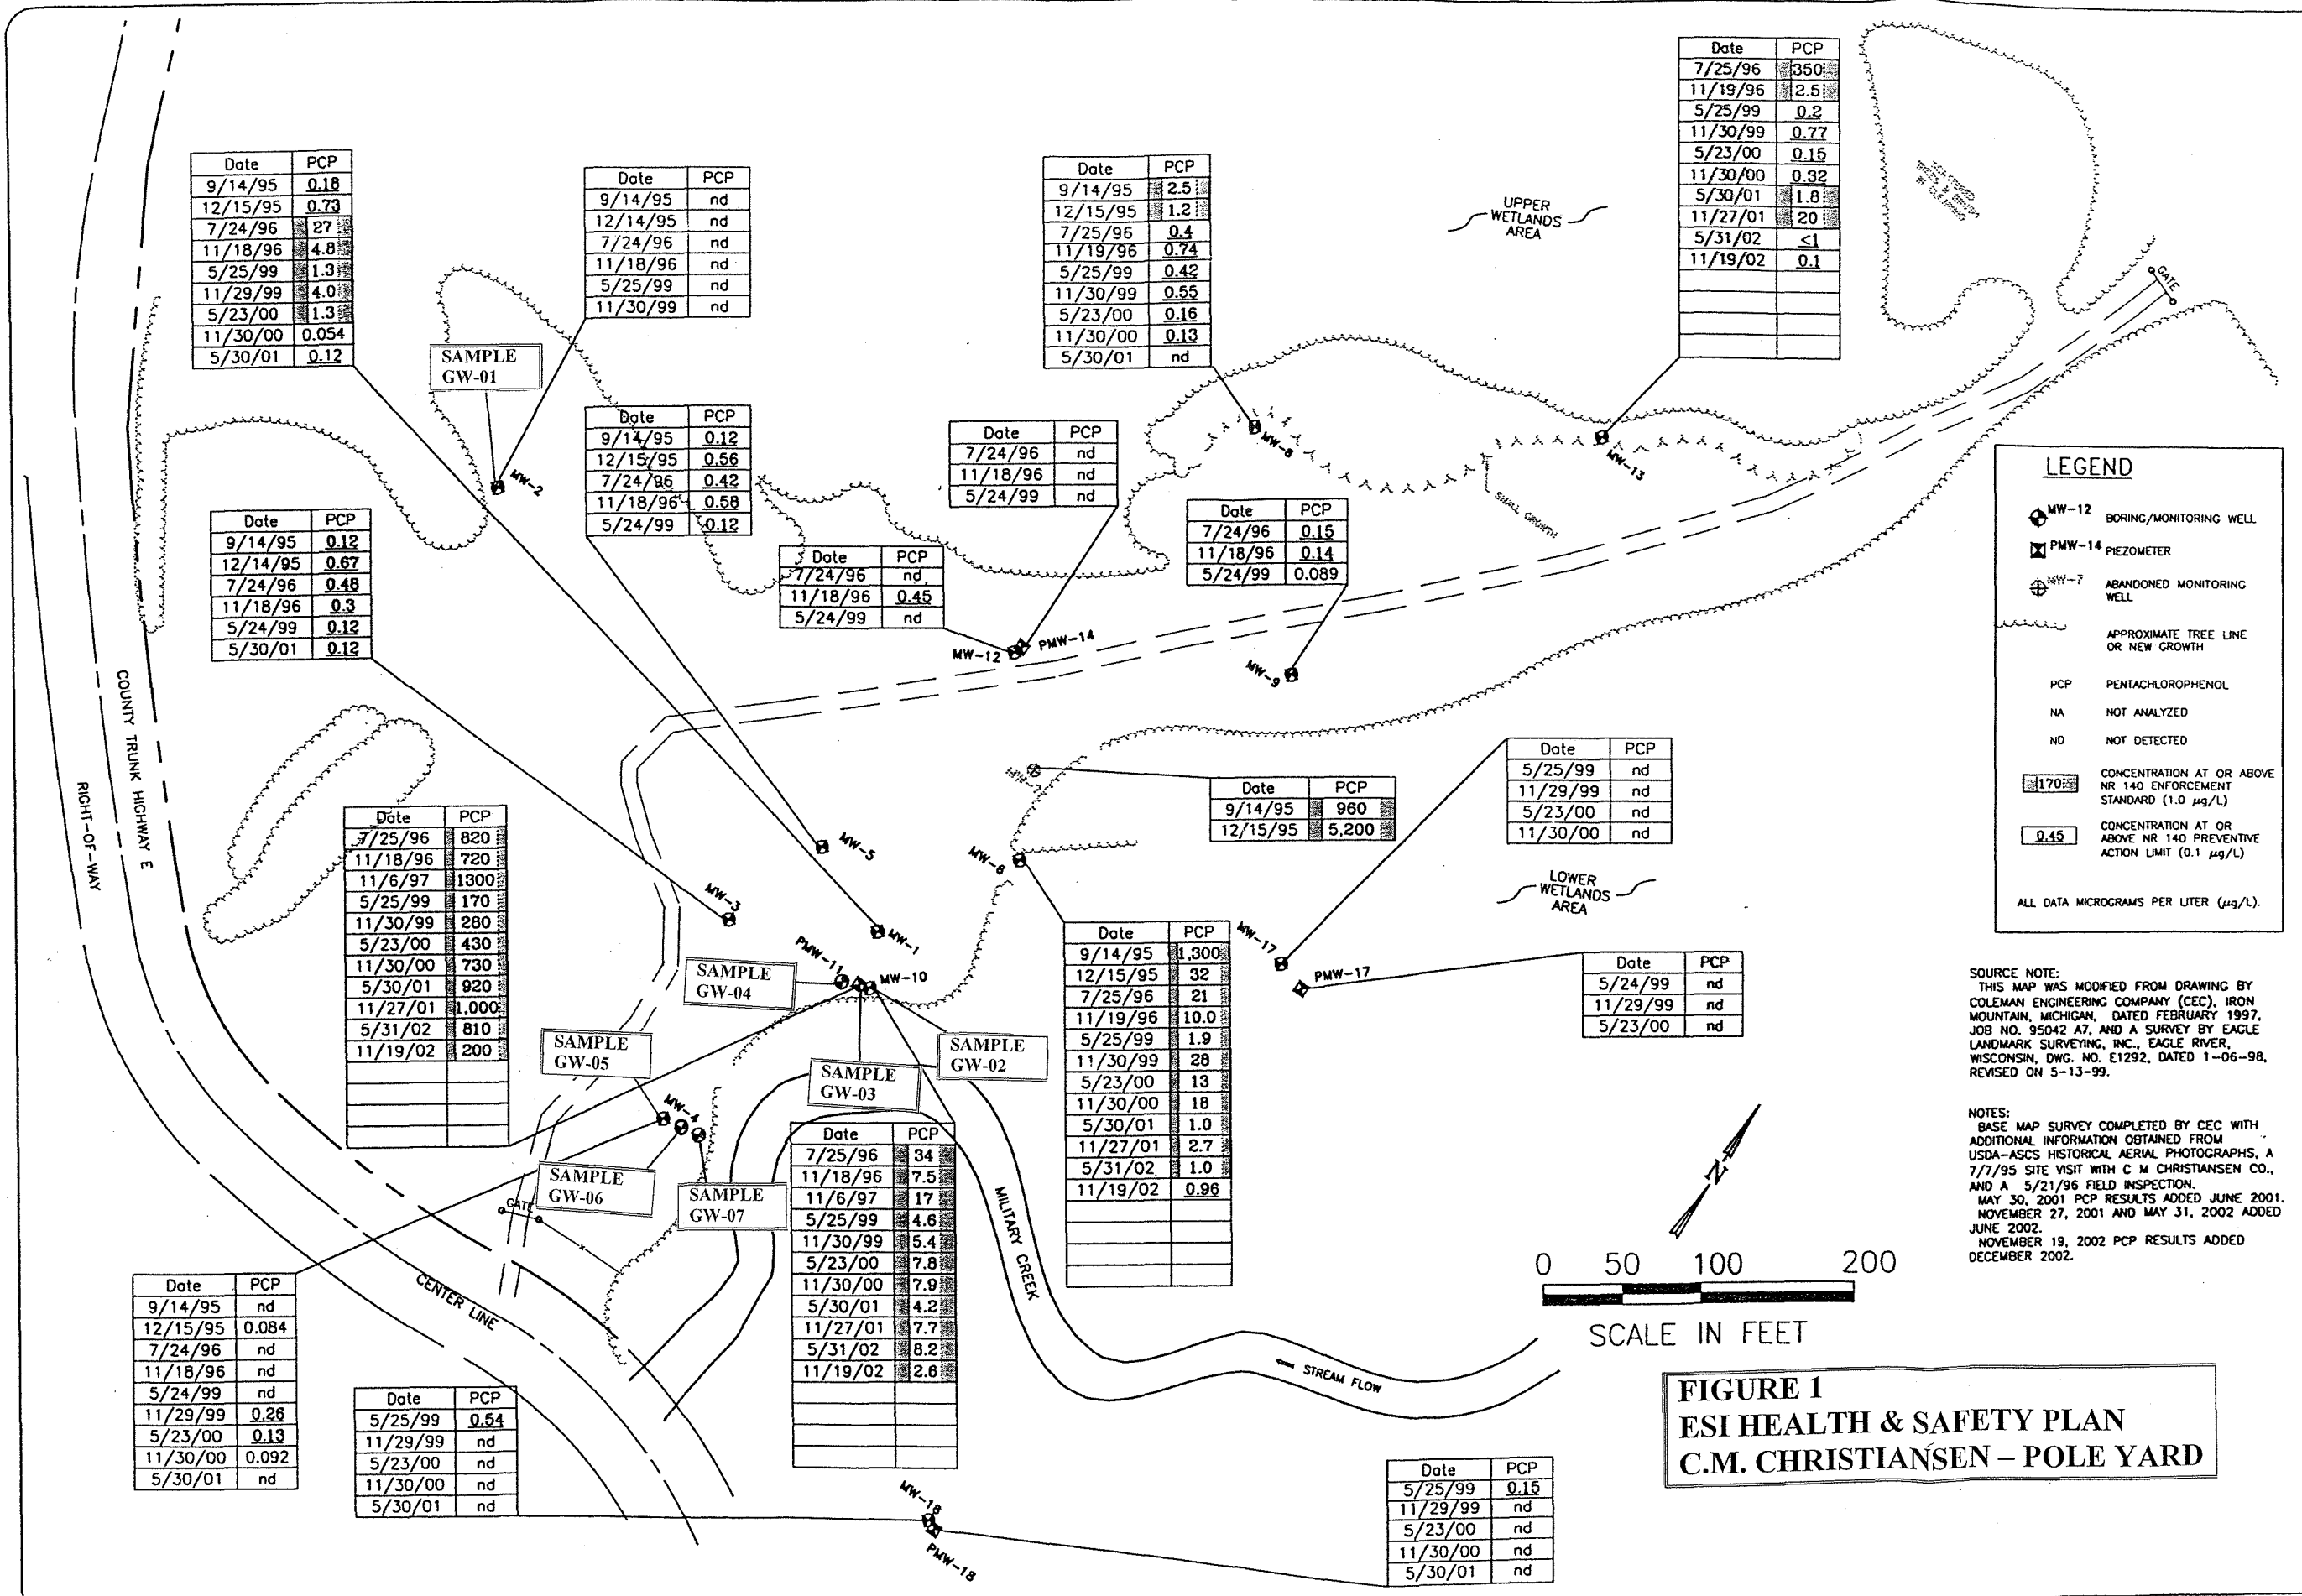 Date PCP
9/14/95 0.18
12/15/95 0.73
7/24/96 27
11/18/96 4.8
5/25/99 1.3
11/29/99 4.0
5/23/00 1.3
11/30/00 0.054
5/30/01 0.12
Date PCP
9/14/95 nd
12/14/95 nd
7/24/96 nd
11/18/96 nd
5/25/99 nd
11/30/99 nd
Date PCP
9/14/95 2.5
12/15/95 1.2
7/25/96 0.4
11/19/96 0.74
5/25/99 0.42
11/30/99 0.55
5/23/00 0.16
11/30/00 0.13
5/30/01 nd
UPPER
WETLANDS
AREA
Date PCP
7/25/96 350
11/19/96 2.5
5/25/99 0.2
11/30/99 0.77
5/23/00 0.15
11/30/00 0.32
5/30/01 1.8
11/27/01 20
5/31/02 <1
11/19/02 0.1
GATE
SAMPLE
GW-01
MW-2
Date PCP
9/14/95 0.12
12/15/95 0.56
7/24/96 0.42
11/18/96 0.58
5/24/99 0.12
Date PCP
7/24/96 nd
11/18/96 nd
5/24/99 nd
MW-8
MW-13
SMALL GROWTH
Date PCP
9/14/95 0.12
12/14/95 0.67
7/24/96 0.48
11/18/96 0.3
5/24/99 0.12
5/30/01 0.12
Date PCP
7/24/96 nd
11/18/96 0.45
5/24/99 nd
Date PCP
7/24/96 0.15
11/18/96 0.14
5/24/99 0.089
MW-12
PMW-14
MW-9
LEGEND
MW-12 BORING/MONITORING WELL
PMW-14 PIEZOMETER
MW-7 ABANDONED MONITORING
WELL
APPROXIMATE TREE LINE
OR NEW GROWTH
PCP PENTACHLOROPHENOL
NA NOT ANALYZED
ND NOT DETECTED
170 CONCENTRATION AT OR ABOVE
NR 140 ENFORCEMENT
STANDARD (1.0 µg/L)
0.45 CONCENTRATION AT OR
ABOVE NR 140 PREVENTIVE
ACTION LIMIT (0.1 µg/L)
ALL DATA MICROGRAMS PER LITER (µg/L).
COUNTY TRUNK HIGHWAY E
RIGHT-OF-WAY
Date PCP
7/25/96 820
11/18/96 720
11/6/97 1300
5/25/99 170
11/30/99 280
5/23/00 430
11/30/00 730
5/30/01 920
11/27/01 1,000
5/31/02 810
11/19/02 200
MW-5
MW-3
MW-1
Date PCP
9/14/95 960
12/15/95 5,200
MW-6
Date PCP
5/25/99 nd
11/29/99 nd
5/23/00 nd
11/30/00 nd
LOWER
WETLANDS
AREA
MW-17
PMW-17
Date PCP
5/24/99 nd
11/29/99 nd
5/23/00 nd
PMW-11
MW-10
SAMPLE
GW-04
SAMPLE
GW-05
SAMPLE
GW-03
SAMPLE
GW-02
MW-4
SAMPLE
GW-06
SAMPLE
GW-07
GATE
Date PCP
9/14/95 1,300
12/15/95 32
7/25/96 21
11/19/96 10.0
5/25/99 1.9
11/30/99 28
5/23/00 13
11/30/00 18
5/30/01 1.0
11/27/01 2.7
5/31/02 1.0
11/19/02 0.96
Date PCP
7/25/96 34
11/18/96 7.5
11/6/97 17
5/25/99 4.6
11/30/99 5.4
5/23/00 7.8
11/30/00 7.9
5/30/01 4.2
11/27/01 7.7
5/31/02 8.2
11/19/02 2.6
MILITARY CREEK
STREAM FLOW
CENTER LINE
Date PCP
9/14/95 nd
12/15/95 0.084
7/24/96 nd
11/18/96 nd
5/24/99 nd
11/29/99 0.26
5/23/00 0.13
11/30/00 0.092
5/30/01 nd
Date PCP
5/25/99 0.54
11/29/99 nd
5/23/00 nd
11/30/00 nd
5/30/01 nd
MW-18
PMW-18
Date PCP
5/25/99 0.15
11/29/99 nd
5/23/00 nd
11/30/00 nd
5/30/01 nd
SOURCE NOTE:
THIS MAP WAS MODIFIED FROM DRAWING BY
COLEMAN ENGINEERING COMPANY (CEC), IRON
MOUNTAIN, MICHIGAN, DATED FEBRUARY 1997,
JOB NO. 95042 A7, AND A SURVEY BY EAGLE
LANDMARK SURVEYING, INC., EAGLE RIVER,
WISCONSIN, DWG. NO. E1292, DATED 1-06-98,
REVISED ON 5-13-99.
NOTES:
BASE MAP SURVEY COMPLETED BY CEC WITH
ADDITIONAL INFORMATION OBTAINED FROM
USDA-ASCS HISTORICAL AERIAL PHOTOGRAPHS, A
7/7/95 SITE VISIT WITH C M CHRISTIANSEN CO.,
AND A 5/21/96 FIELD INSPECTION.
MAY 30, 2001 PCP RESULTS ADDED JUNE 2001.
NOVEMBER 27, 2001 AND MAY 31, 2002 ADDED
JUNE 2002.
NOVEMBER 19, 2002 PCP RESULTS ADDED
DECEMBER 2002.
N
0 50 100 200
SCALE IN FEET
FIGURE 1
ESI HEALTH & SAFETY PLAN
C.M. CHRISTIANSEN – POLE YARD